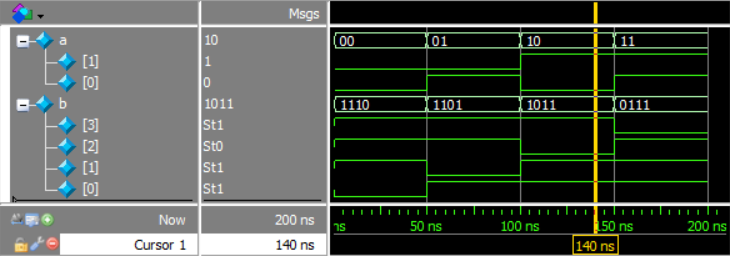 Msgs
a 10 00 01 10 11
[1] 1
[0] 0
b 1011 1110 1101 1011 0111
[3] St1
[2] St0
[1] St1
[0] St1
Now 200 ns ns 50 ns 100 ns 150 ns 200 ns
Cursor 1 140 ns 140 ns